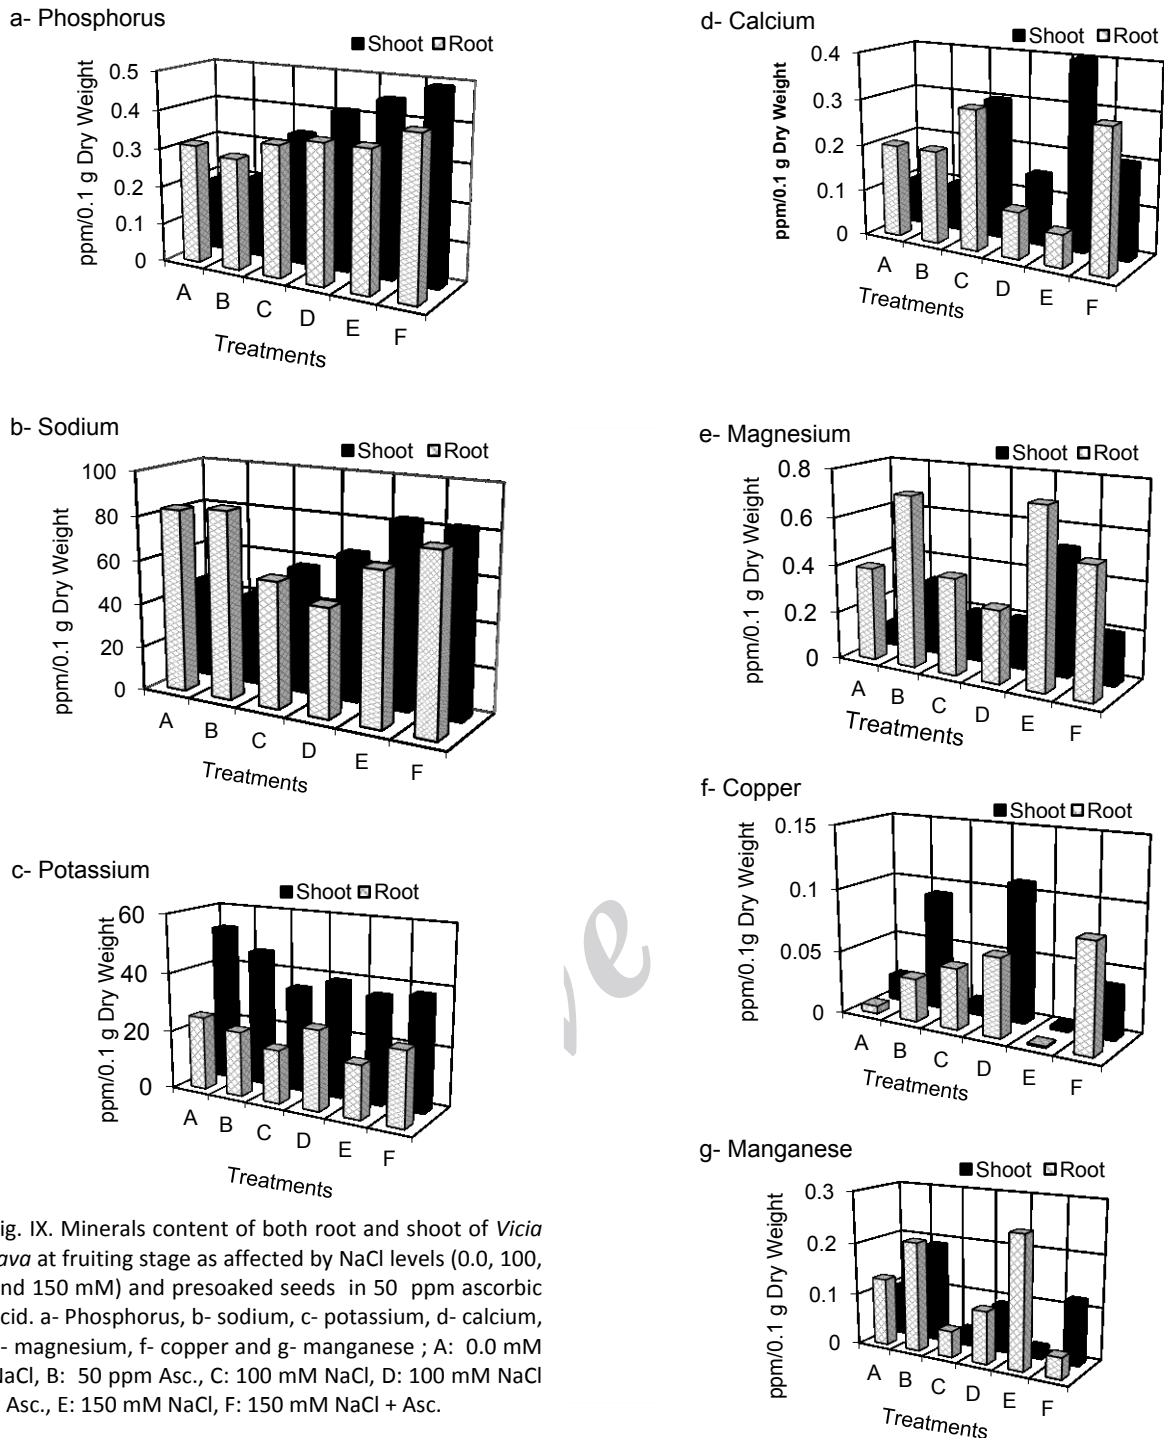 a- Phosphorus
Shoot Root
ppm/0.1 g Dry Weight
0.5
0.4
0.3
0.2
0.1
0
A B C D E F
Treatments
b- Sodium
Shoot Root
ppm/0.1 g Dry Weight
100
80
60
40
20
0
A B C D E F
Treatments
c- Potassium
Shoot Root
ppm/0.1 g Dry Weight
60
40
20
0
A B C D E F
Treatments
ig. IX. Minerals content of both root and shoot of Vicia
ava at fruiting stage as affected by NaCl levels (0.0, 100,
nd 150 mM) and presoaked seeds in 50 ppm ascorbic
cid. a- Phosphorus, b- sodium, c- potassium, d- calcium,
- magnesium, f- copper and g- manganese ; A: 0.0 mM
NaCl, B: 50 ppm Asc., C: 100 mM NaCl, D: 100 mM NaCl
Asc., E: 150 mM NaCl, F: 150 mM NaCl + Asc.
d- Calcium
Shoot Root
ppm/0.1 g Dry Weight
0.4
0.3
0.2
0.1
0
A B C D E F
Treatments
e- Magnesium
Shoot Root
ppm/0.1 g Dry Weight
0.8
0.6
0.4
0.2
0
A B C D E F
Treatments
f- Copper
Shoot Root
ppm/0.1g Dry Weight
0.15
0.1
0.05
0
A B C D E F
Treatments
g- Manganese
Shoot Root
ppm/0.1 g Dry Weight
0.3
0.2
0.1
0
A B C D E F
Treatments